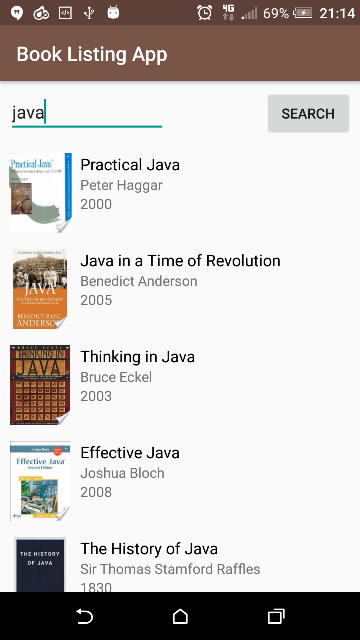 4G
69%
21:14
Book Listing App
java
SEARCH
Practical Java
Practical Java
Peter Haggar
2000
Java in a Time of Revolution
JAVA
Benedict Anderson
BENEDICT R.O'G.
ANDERSON
2005
BRUCE ECKEL
THINKING IN
JAVA
Thinking in Java
Bruce Eckel
2003
Effective Java
Effective Java
Second Edition
Joshua Bloch
2008
THE HISTORY
OF JAVA
The History of Java
Sir Thomas Stamford Raffles
1830